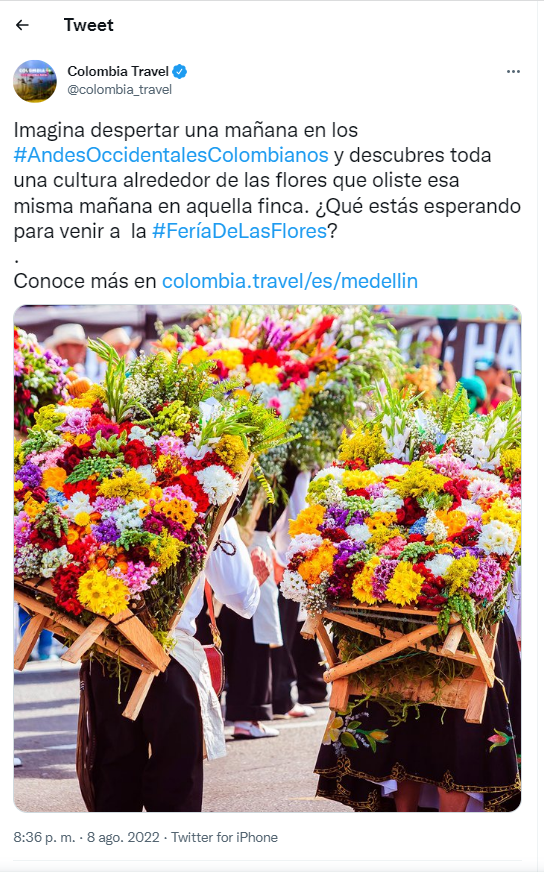 Tweet
Colombia Travel
@colombia_travel
Imagina despertar una mañana en los
#AndesOccidentalesColombianos y descubres toda
una cultura alrededor de las flores que oliste esa
misma mañana en aquella finca. ¿Qué estás esperando
para venir a  la #FeríaDeLasFlores?
.
Conoce más en colombia.travel/es/medellin
8:36 p. m. · 8 ago. 2022 · Twitter for iPhone